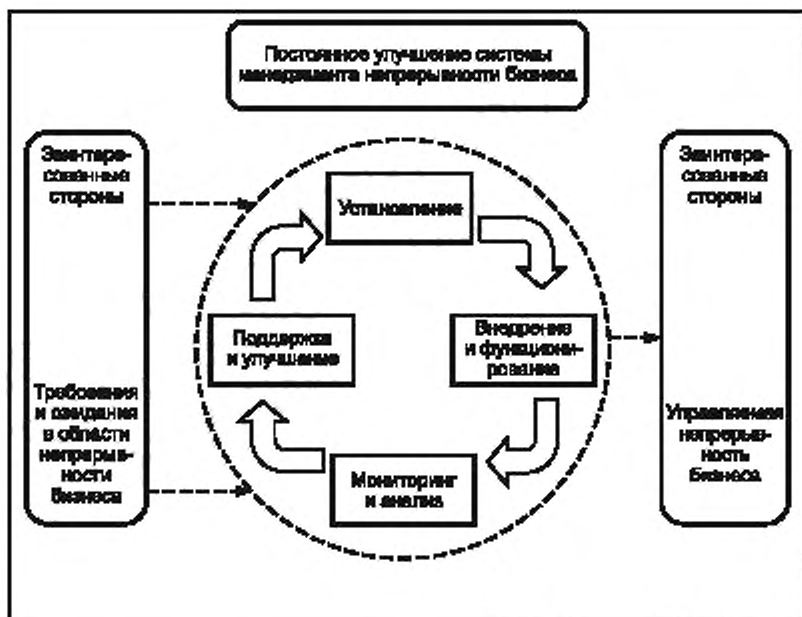 Постоянное улучшение системы
менеджмента непрерывности бизнеса
Заинтере-
сованные
стороны
Требования
и ожидания
в области
непрерыв-
ности
бизнеса
Установление
Внедрение
и функциони-
рование
Мониторинг
и анализ
Поддержка
и улучшение
Заинтере-
сованные
стороны
Управляемая
непрерыв-
ность
бизнеса